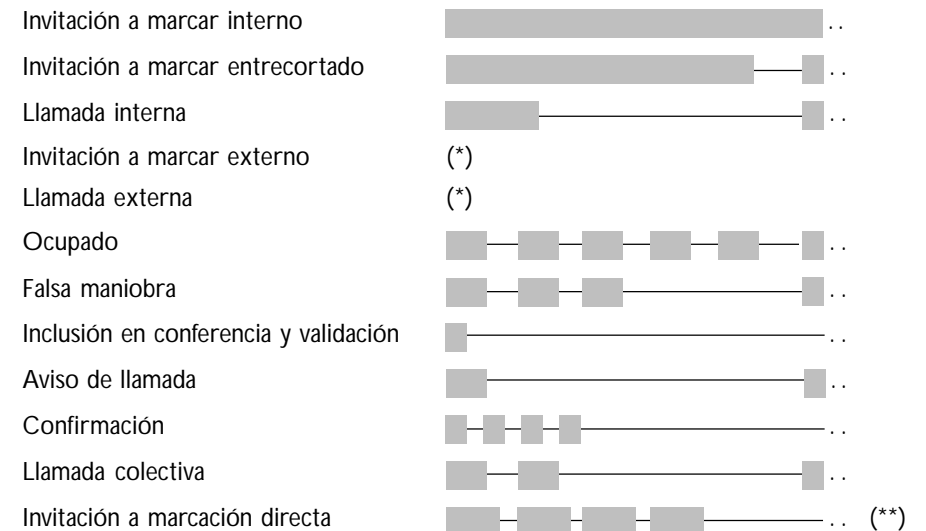 Invitación a marcar interno . .
Invitación a marcar entrecortado . .
Llamada interna . .
Invitación a marcar externo (*)
Llamada externa (*)
Ocupado . .
Falsa maniobra . .
Inclusión en conferencia y validación . .
Aviso de llamada . .
Confirmación . .
Llamada colectiva . .
Invitación a marcación directa . . (**)